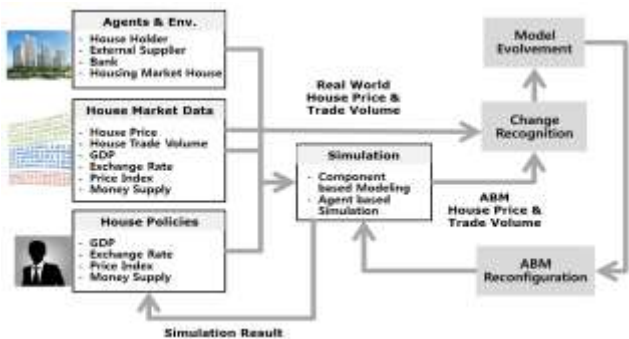 Agents & Env.
- House Holder
- External Supplier
- Bank
- Housing Market House
House Market Data
- House Price
- House Trade Volume
- GDP
- Exchange Rate
- Price Index
- Money Supply
House Policies
- GDP
- Exchange Rate
- Price Index
- Money Supply
Simulation Result
Real World
House Price &
Trade Volume
Simulation
- Component
based Modeling
- Agent based
Simulation
ABM
House Price &
Trade Volume
Model
Evolvement
Change
Recognition
ABM
Reconfiguration